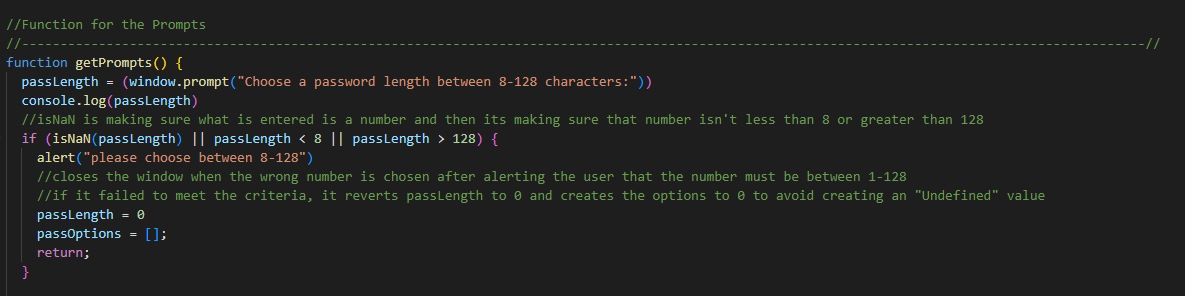 //Function for the Prompts
//--------------------------------------------------------------------------------------------------------------------------------------------------//
function getPrompts() {
  passLength = (window.prompt("Choose a password length between 8-128 characters:"))
  console.log(passLength)
  //isNaN is making sure what is entered is a number and then its making sure that number isn't less than 8 or greater than 128
  if (isNaN(passLength) || passLength < 8 || passLength > 128) {
    alert("please choose between 8-128")
    //closes the window when the wrong number is chosen after alerting the user that the number must be between 1-128
    //if it failed to meet the criteria, it reverts passLength to 0 and creates the options to 0 to avoid creating an "Undefined" value
    passLength = 0
    passOptions = [];
    return;
  }